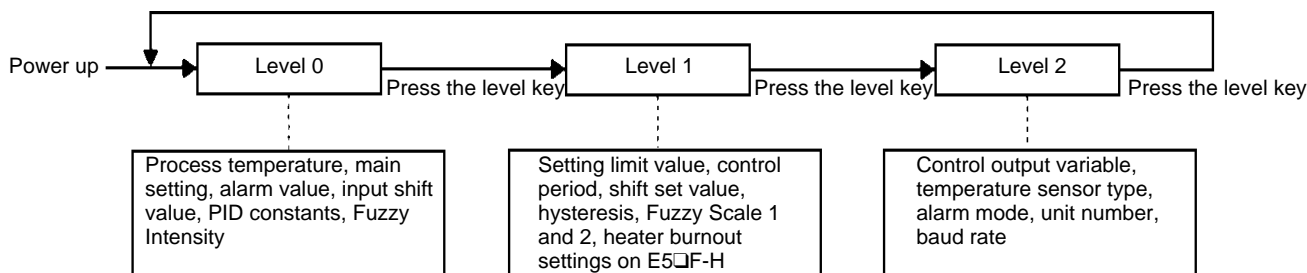 Power up
Level 0
Press the level key
Level 1
Press the level key
Level 2
Press the level key
Process temperature, main
setting, alarm value, input shift
value, PID constants, Fuzzy
Intensity
Setting limit value, control
period, shift set value,
hysteresis, Fuzzy Scale 1
and 2, heater burnout
settings on E5❑F-H
Control output variable,
temperature sensor type,
alarm mode, unit number,
baud rate